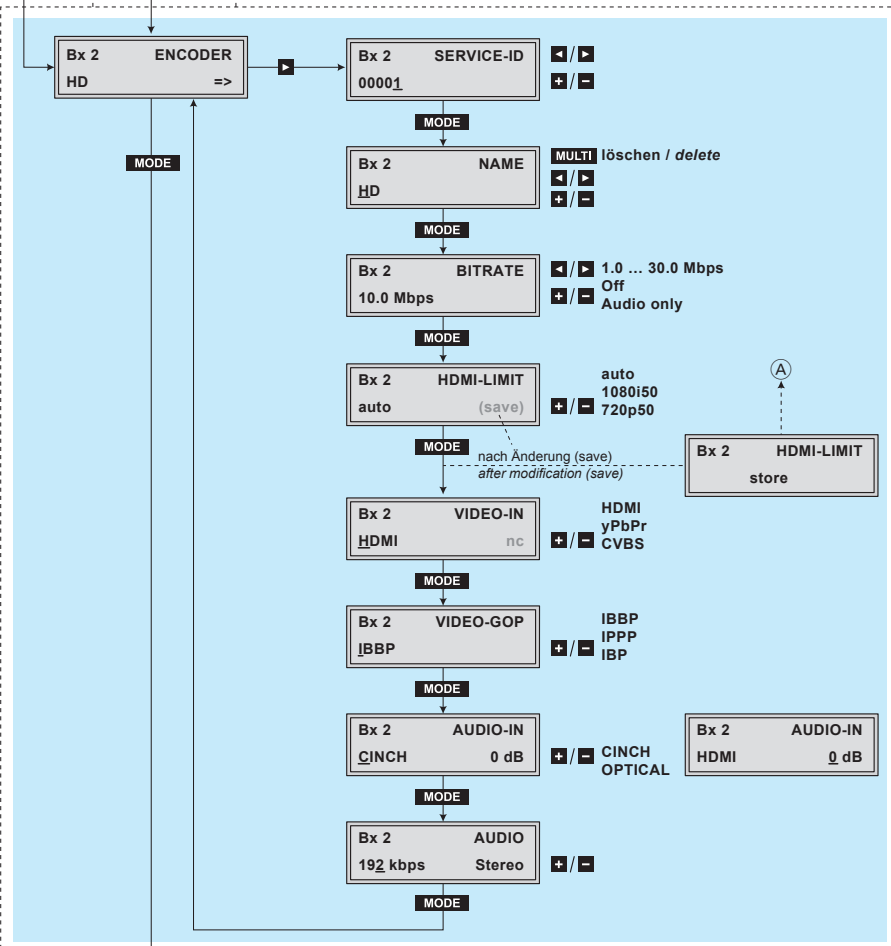 Bx 2 ENCODER
HD =>
Bx 2 SERVICE-ID
00001
◄ / ►
+ / −
MODE
MODE
Bx 2 NAME
HD
MULTI löschen / delete
◄ / ►
+ / −
MODE
Bx 2 BITRATE
10.0 Mbps
◄ / ► 1.0 ... 30.0 Mbps
Off
+ / − Audio only
MODE
Bx 2 HDMI-LIMIT
auto (save)
auto
1080i50
+ / − 720p50
A
MODE
nach Änderung (save)
after modification (save)
Bx 2 HDMI-LIMIT
store
Bx 2 VIDEO-IN
HDMI nc
HDMI
yPbPr
+ / − CVBS
MODE
Bx 2 VIDEO-GOP
IBBP
IBBP
IPPP
+ / − IBP
MODE
Bx 2 AUDIO-IN
CINCH 0 dB
+ / − CINCH
OPTICAL
Bx 2 AUDIO-IN
HDMI 0 dB
MODE
Bx 2 AUDIO
192 kbps Stereo
+ / −
MODE